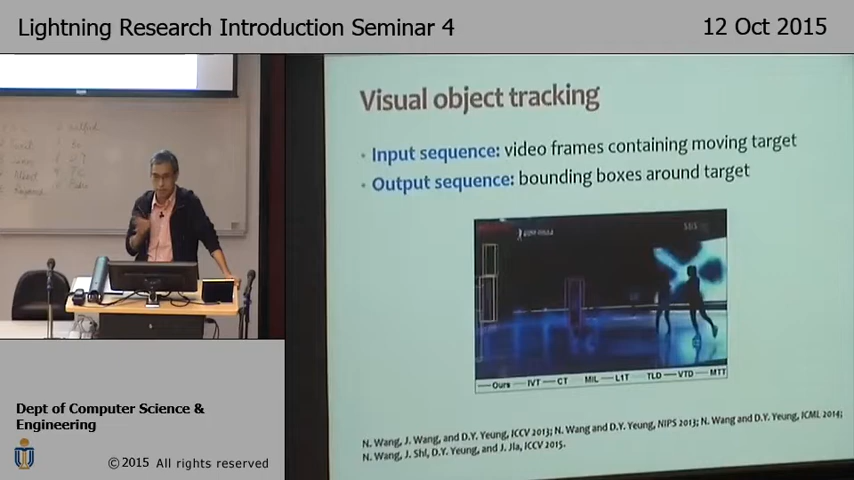 Lightning Research Introduction Seminar 4
12 Oct 2015
Visual object tracking
Input sequence: video frames containing moving target
Output sequence: bounding boxes around target
SBS
Ours IVT CT MIL L1T TLD VTD MTT
N. Wang, J. Wang, and D.Y. Yeung, ICCV 2013; N. Wang and D.Y. Yeung, NIPS 2013; N. Wang and D.Y. Yeung, ICML 2014;
N. Wang, J. Shi, D.Y. Yeung, and J. Jia, ICCV 2015.
Dept of Computer Science &
Engineering
© 2015 All rights reserved